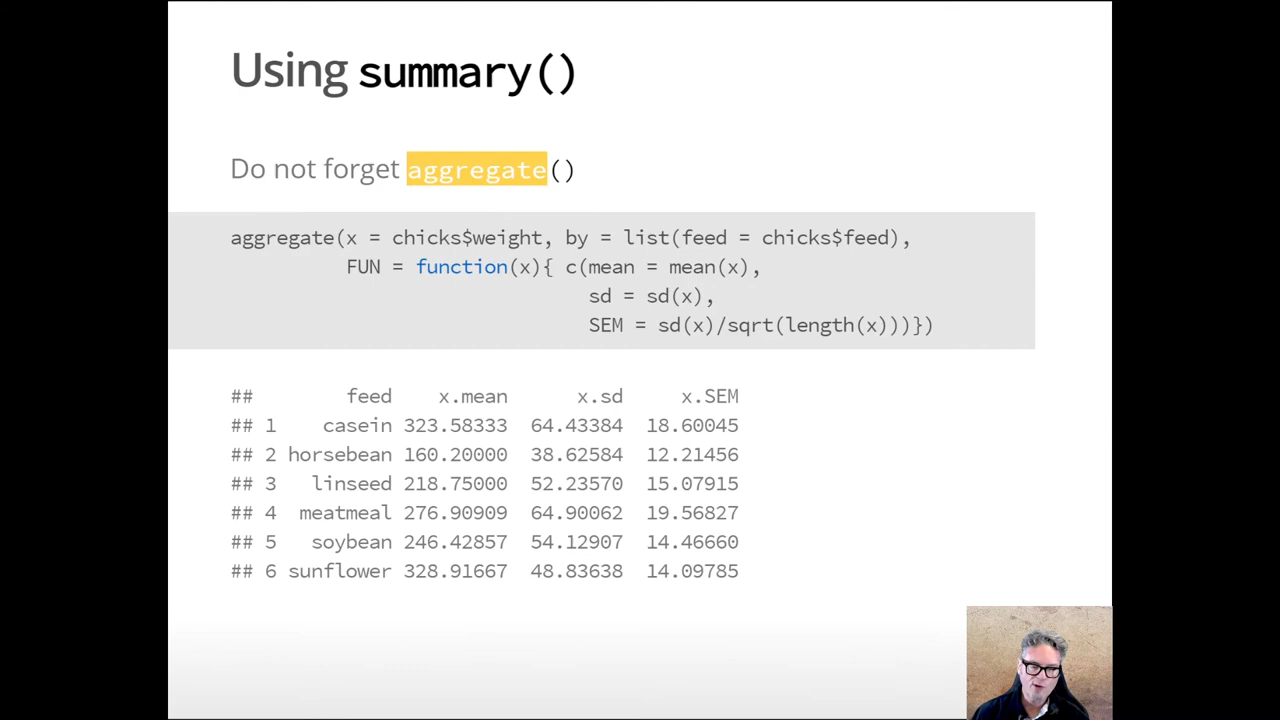 Using summary()
Do not forget aggregate()
aggregate(x = chicks$weight, by = list(feed = chicks$feed),
FUN = function(x){ c(mean = mean(x),
sd = sd(x),
SEM = sd(x)/sqrt(length(x)))})
## feed x.mean x.sd x.SEM
## 1 casein 323.58333 64.43384 18.60045
## 2 horsebean 160.20000 38.62584 12.21456
## 3 linseed 218.75000 52.23570 15.07915
## 4 meatmeal 276.90909 64.90062 19.56827
## 5 soybean 246.42857 54.12907 14.46660
## 6 sunflower 328.91667 48.83638 14.09785